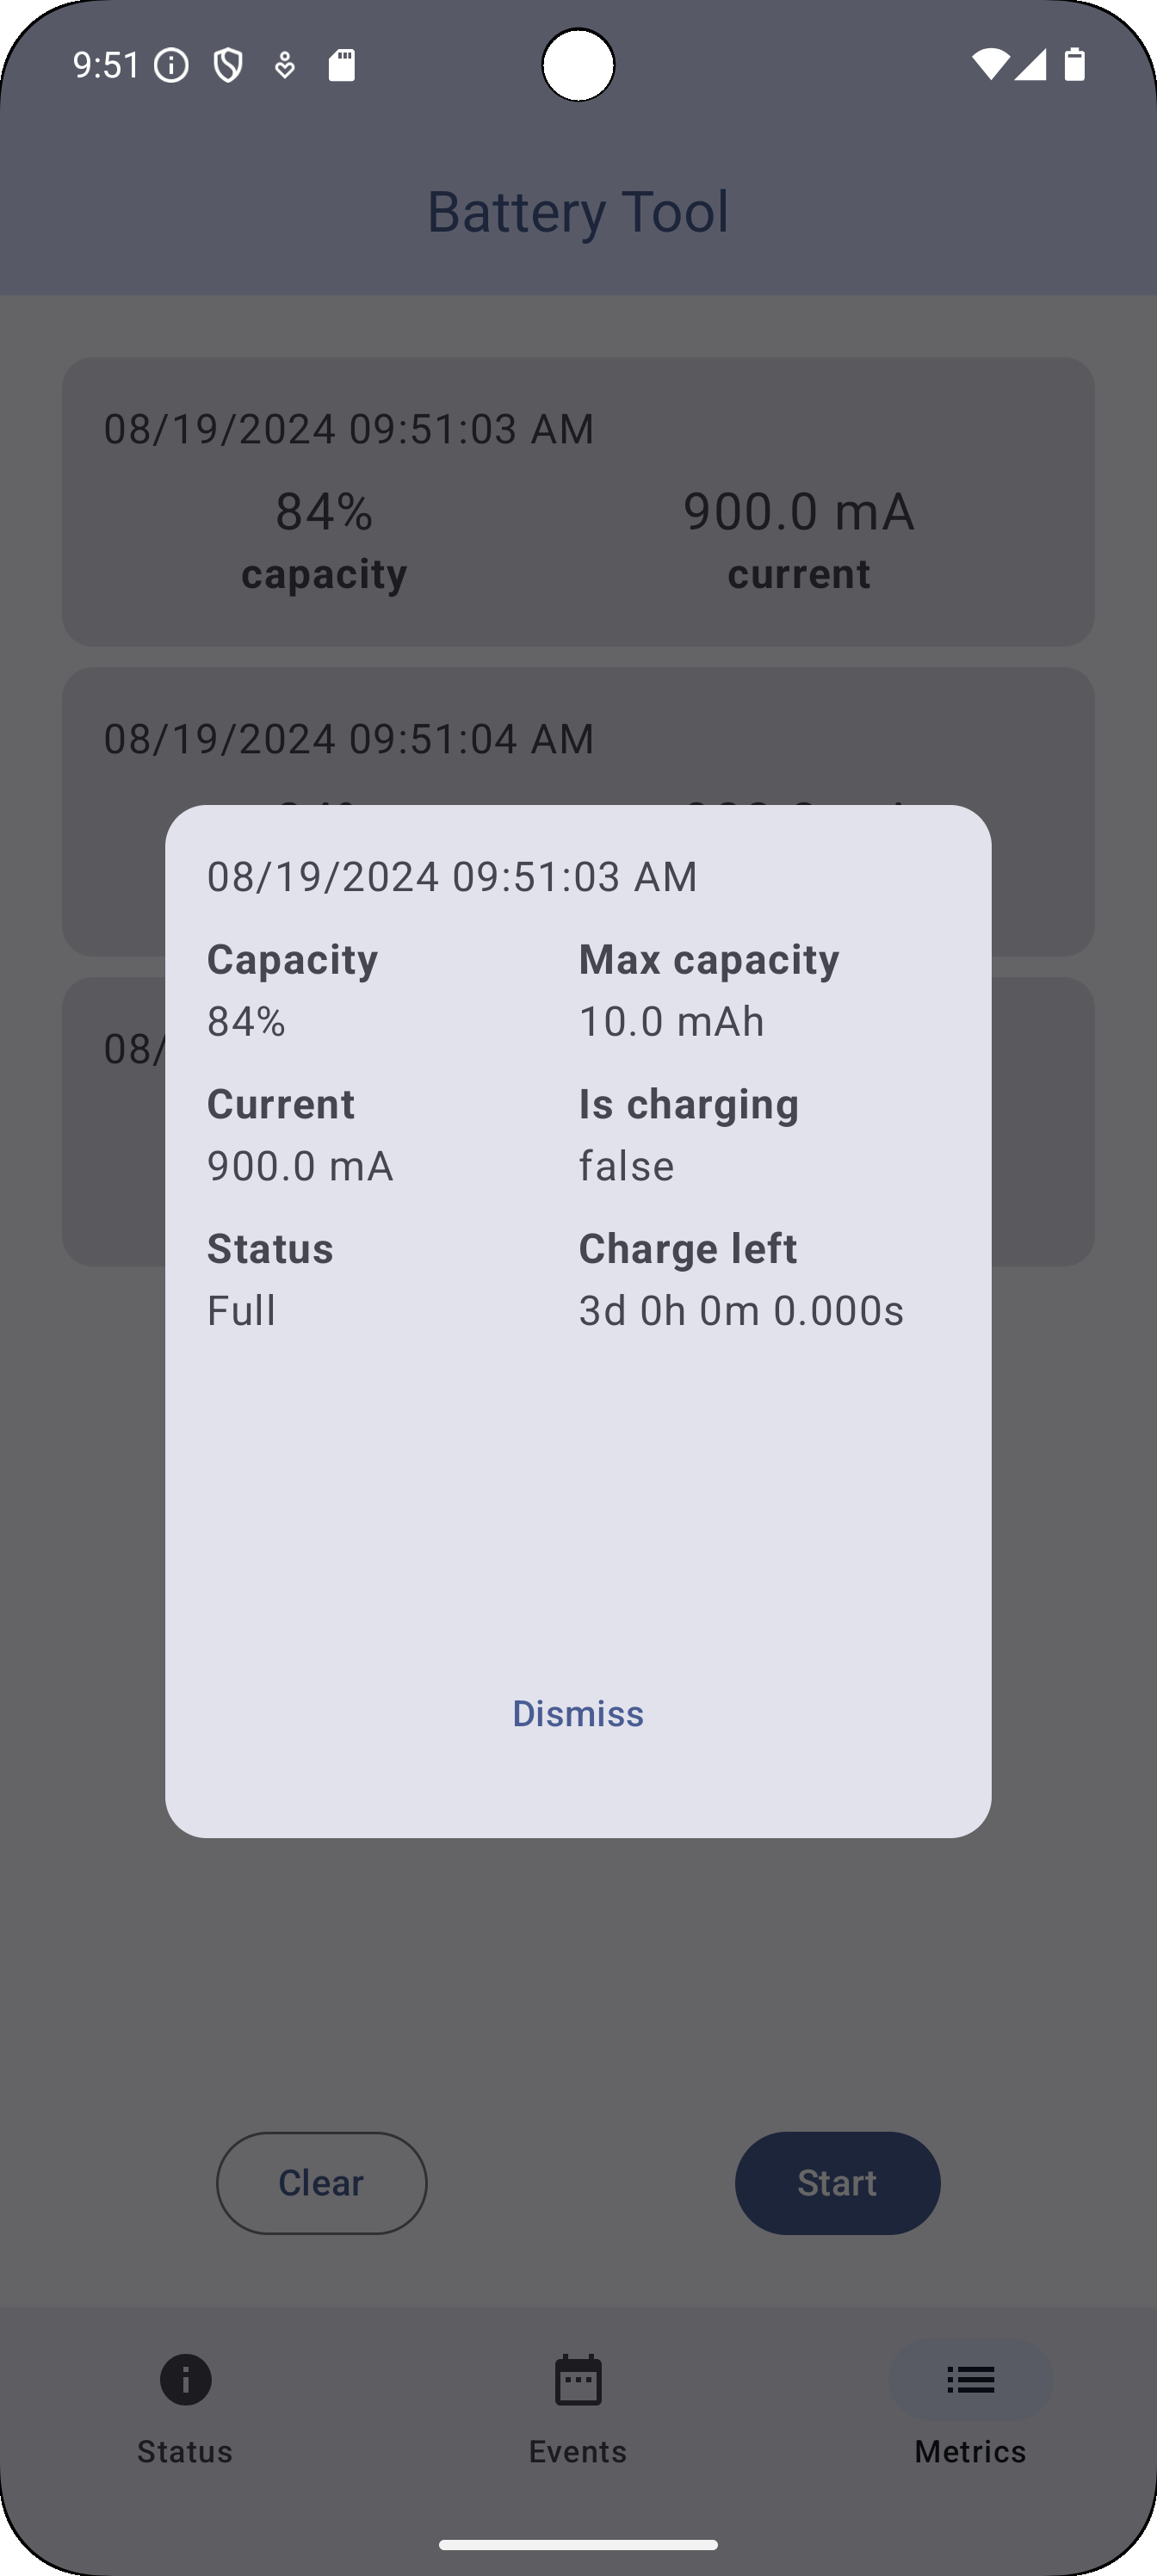 9:51
Battery Tool
08/19/2024 09:51:03 AM
84% 900.0 mA
capacity current
08/19/2024 09:51:04 AM
08/
08/19/2024 09:51:03 AM
Capacity Max capacity
84% 10.0 mAh
Current Is charging
900.0 mA false
Status Charge left
Full 3d 0h 0m 0.000s
Dismiss
Clear Start
Status Events Metrics